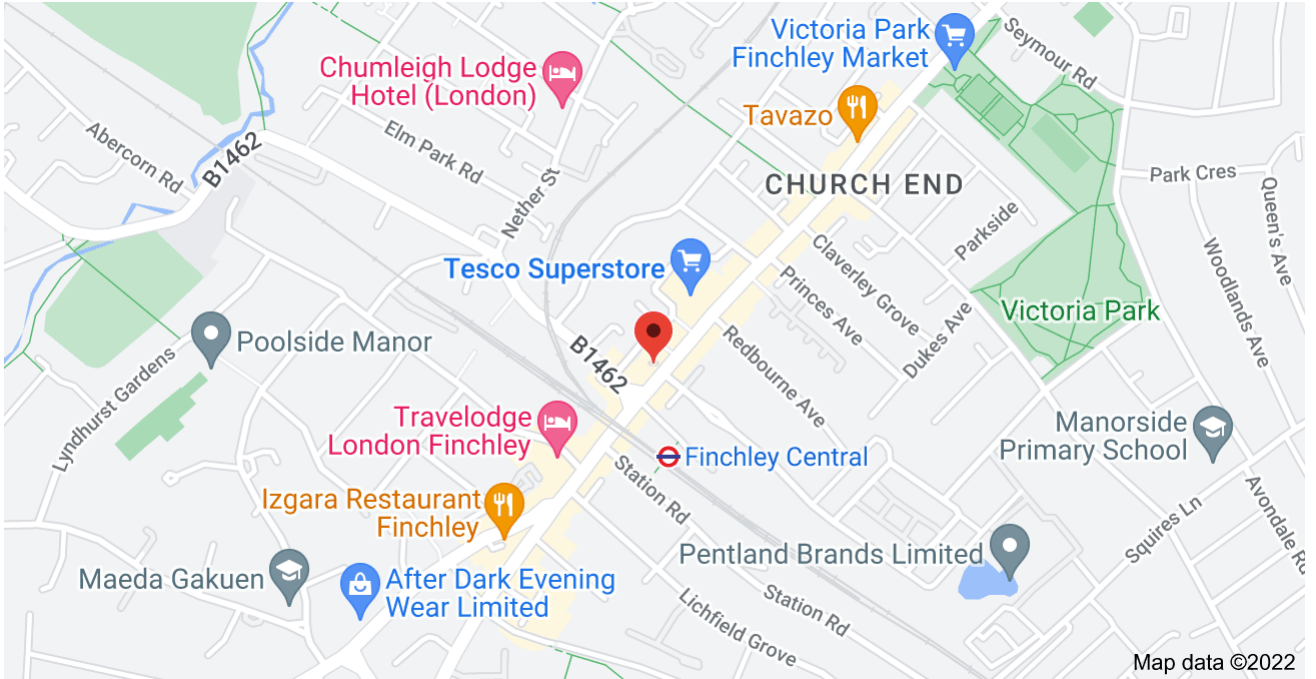 Victoria Park
Finchley Market
Seymour Rd
Chumleigh Lodge
Hotel (London)
Tavazo
Abercorn Rd
B1462
Elm Park Rd
Nether St
CHURCH END
Park Cres
Queen's Ave
Parkside
Woodlands Ave
Claverley Grove
Princes Ave
Tesco Superstore
Victoria Park
Dukes Ave
Redbourne Ave
Poolside Manor
B1462
Lyndhurst Gardens
Travelodge
London Finchley
Manorside
Primary School
Finchley Central
Station Rd
Izgara Restaurant
Finchley
Avondale Rd
Squires Ln
Pentland Brands Limited
Maeda Gakuen
After Dark Evening
Wear Limited
Lichfield Grove
Station Rd
Map data ©2022